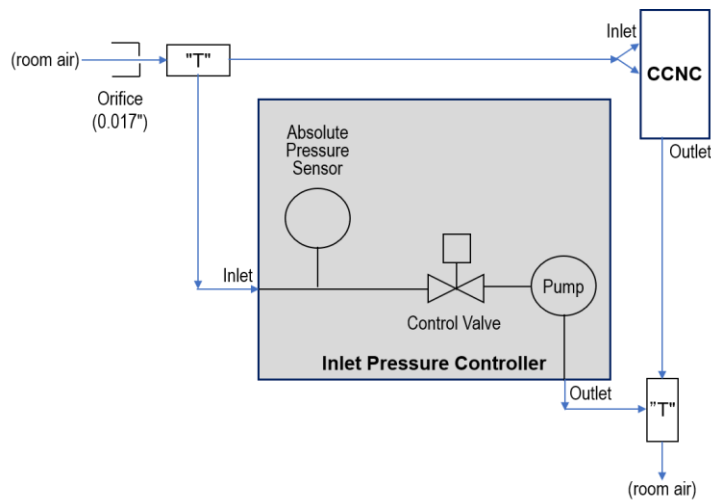 Inlet
(room air)
"T"
CCNC
Orifice
(0.017")
Absolute
Pressure
Sensor
Outlet
Inlet
Pump
Control Valve
Inlet Pressure Controller
Outlet
"T"
(room air)